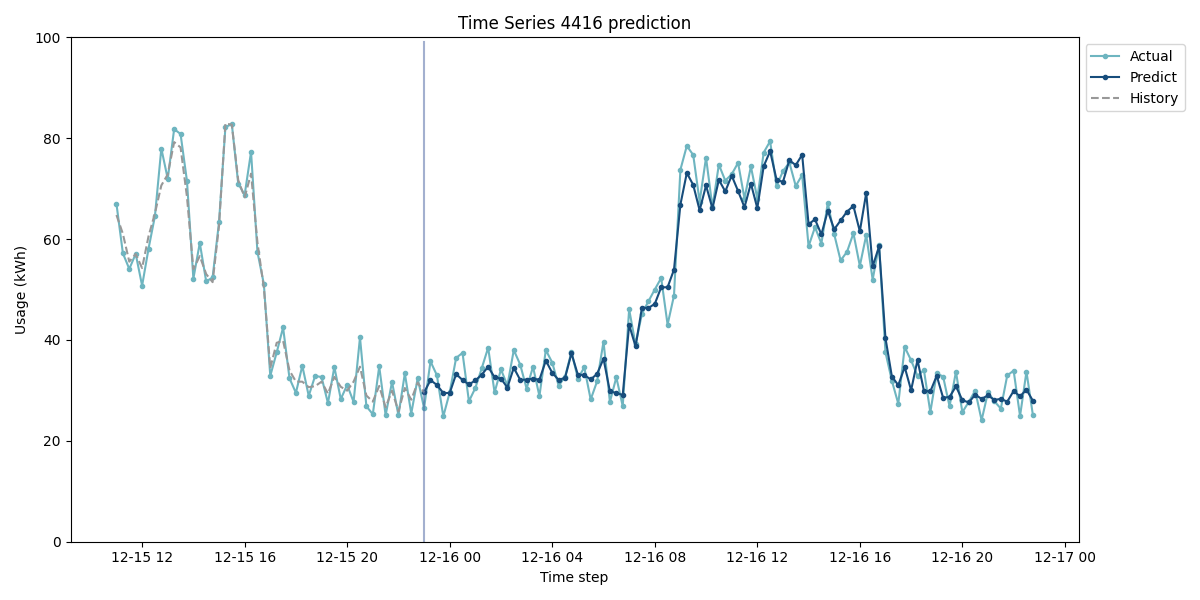 Time Series 4416 prediction
100
80
60
40
20
0
Usage (kWh)
12-15 12
12-15 16
12-15 20
12-16 00
12-16 04
12-16 08
12-16 12
12-16 16
12-16 20
12-17 00
Time step
Actual
Predict
History